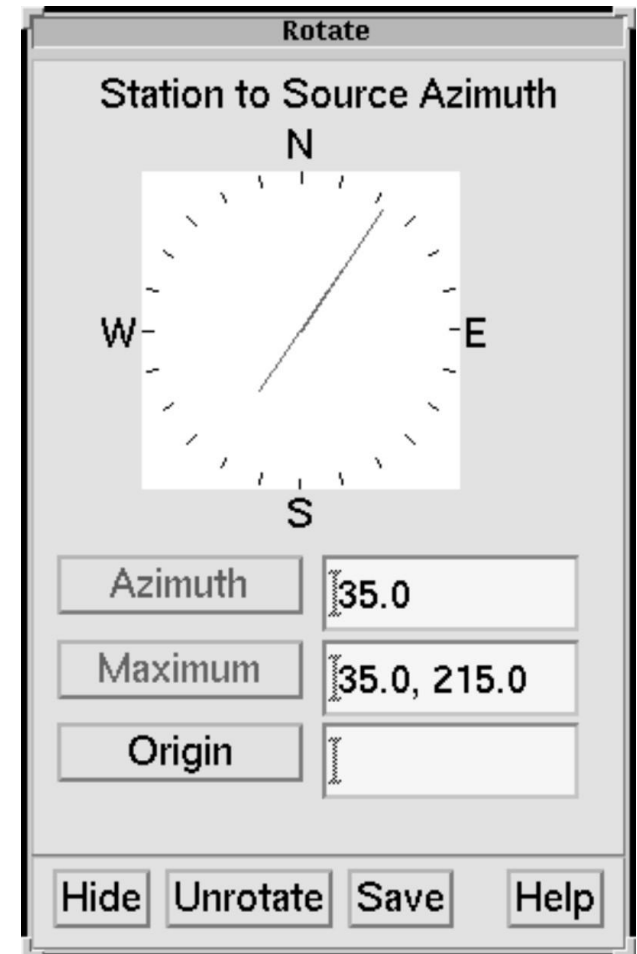 Rotate
Station to Source Azimuth
N
W E
S
Azimuth 35.0
Maximum 35.0, 215.0
Origin
Hide Unrotate Save Help